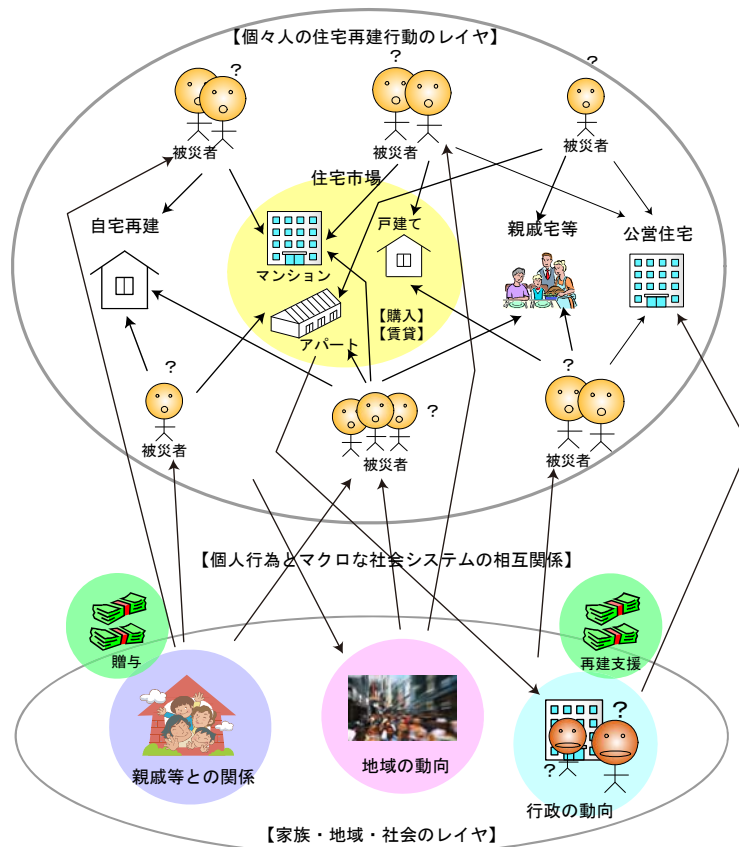 【個々人の住宅再建行動のレイヤ】
?
?
?
被災者
被災者
被災者
住宅市場
自宅再建
戸建て
親戚宅等
公営住宅
マンション
【購入】
【賃貸】
アパート
?
?
?
被災者
被災者
被災者
【個人行為とマクロな社会システムの相互関係】
贈与
再建支援
?
?
親戚等との関係
地域の動向
行政の動向
【家族・地域・社会のレイヤ】